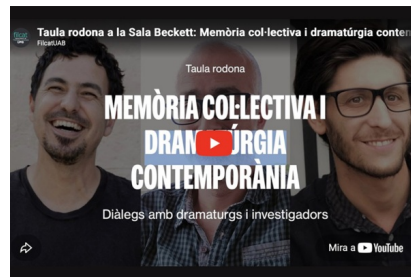 Taula rodona a la Sala Beckett: Memòria col·lectiva i dramatúrgia conten
FilcatUAB
Taula rodona
MEMÒRIA COL·LECTIVA I
DRAMATÚRGIA
CONTEMPORÀNIA
Diàlegs amb dramaturgs i investigadors
Mira a YouTube